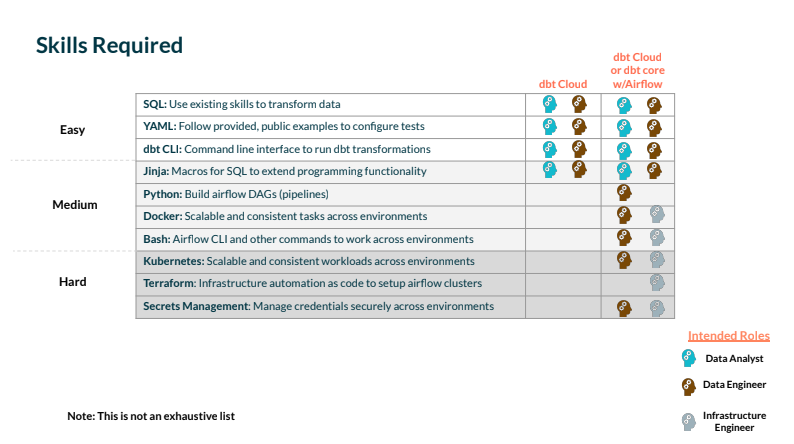 Skills Required
dbt Cloud
dbt Cloud
or dbt core
w/Airflow
Easy
SQL: Use existing skills to transform data
YAML: Follow provided, public examples to configure tests
dbt CLI: Command line interface to run dbt transformations
Medium
Jinja: Macros for SQL to extend programming functionality
Python: Build airflow DAGs (pipelines)
Docker: Scalable and consistent tasks across environments
Bash: Airflow CLI and other commands to work across environments
Hard
Kubernetes: Scalable and consistent workloads across environments
Terraform: Infrastructure automation as code to setup airflow clusters
Secrets Management: Manage credentials securely across environments
Intended Roles
Data Analyst
Data Engineer
Infrastructure
Engineer
Note: This is not an exhaustive list